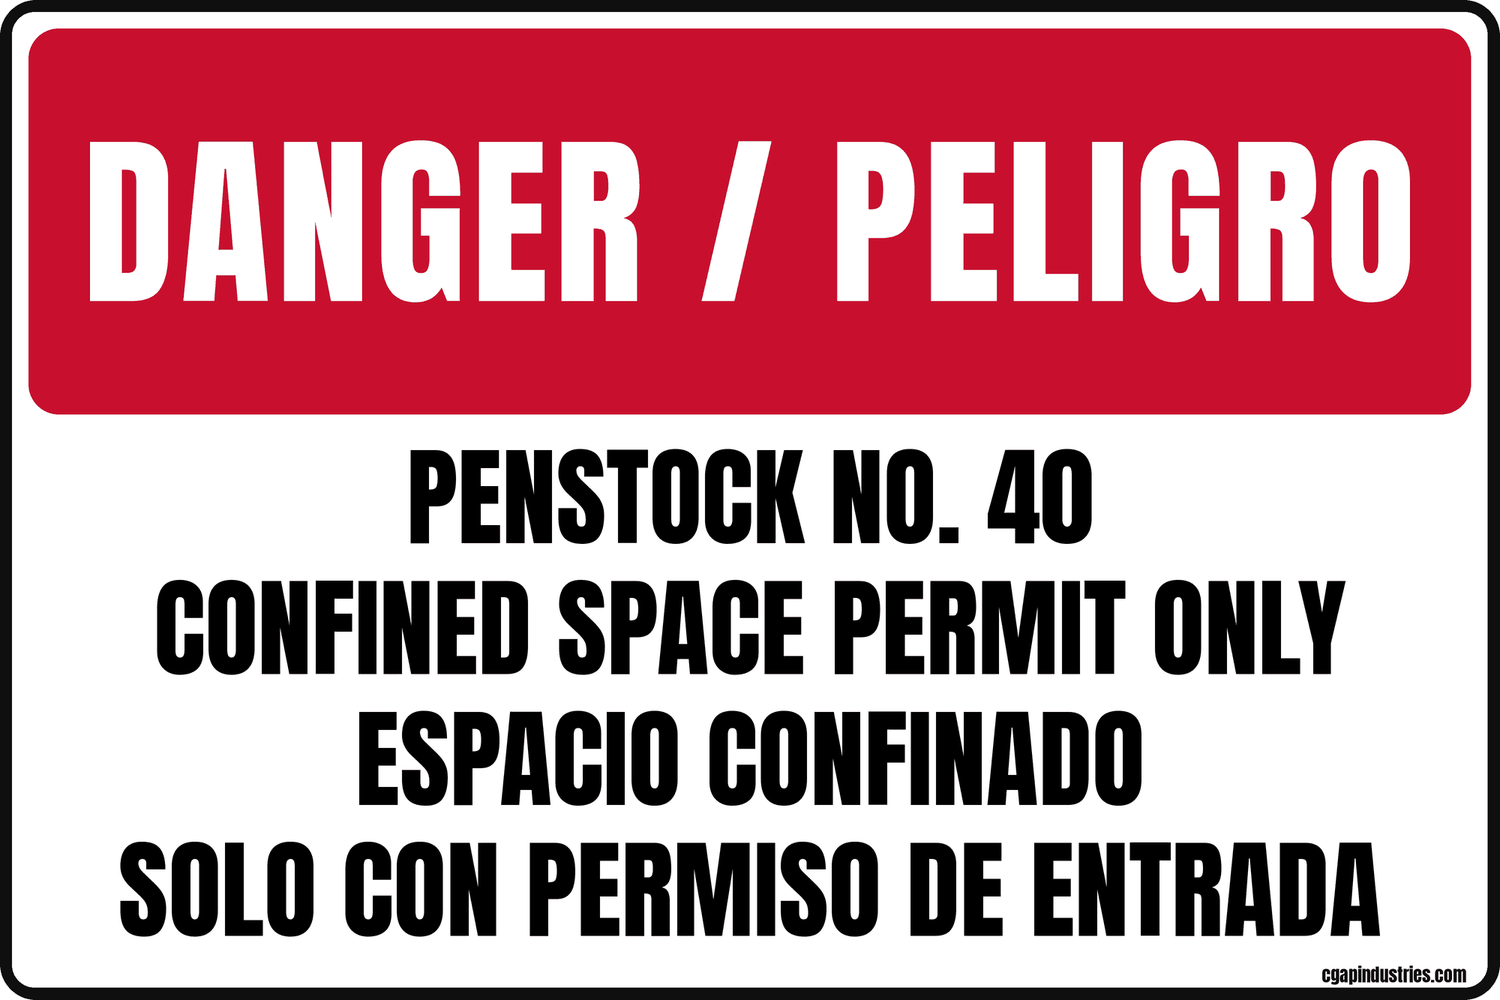 DANGER / PELIGRO
PENSTOCK NO. 40
CONFINED SPACE PERMIT ONLY
ESPACIO CONFINADO
SOLO CON PERMISO DE ENTRADA
cgapindustries.com